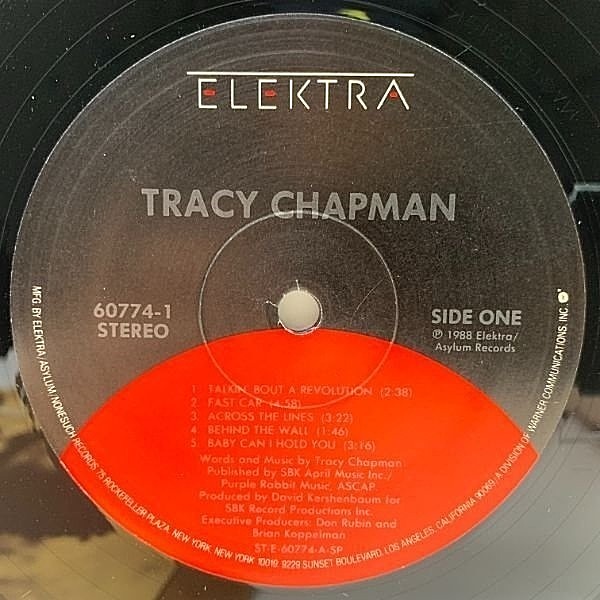 ELEKTRA
TRACY CHAPMAN
60774-1
STEREO
SIDE ONE
℗ 1988 Elektra/
Asylum Records
1 TALKIN' BOUT A REVOLUTION (2:38)
2. FAST CAR (4:58)
3. ACROSS THE LINES (3:22)
4 BEHIND THE WALL (1:46)
5 BABY CAN I HOLD YOU (3:16)
Words and Music by Tracy Chapman
Published by SBK April Music Inc./
Purple Rabbit Music, ASCAP
Produced by David Kershenbaum for
SBK Record Productions Inc.
Executive Producers: Don Rubin and
Brian Koppelman
ST-E-60774-A-SP
MFG. BY ELEKTRA/ASYLUM/NONESUCH RECORDS, 75 ROCKEFELLER PLAZA, NEW YORK, NEW YORK 10019. 9229 SUNSET BOULEVARD, LOS ANGELES, CALIFORNIA 90069. A DIVISION OF WARNER COMMUNICATIONS, INC.